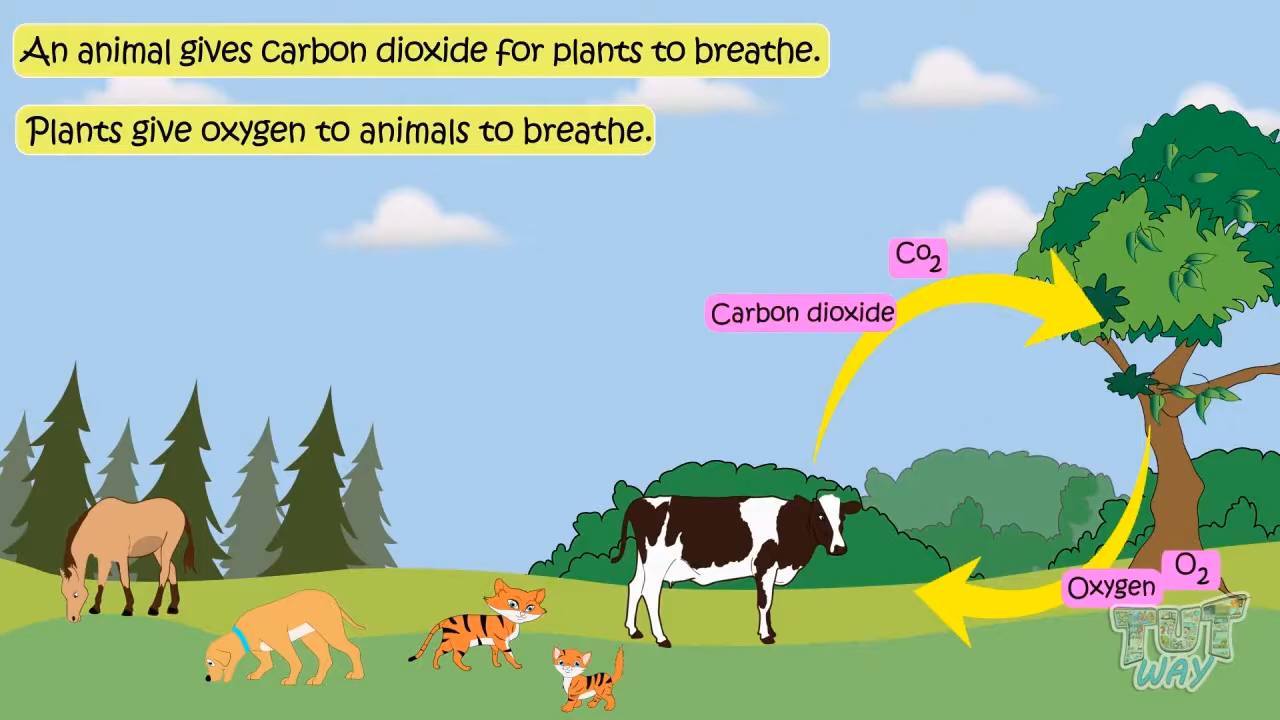 An animal gives carbon dioxide for plants to breathe.
Plants give oxygen to animals to breathe.
Co₂
Carbon dioxide
O₂
Oxygen
TUT
WAY